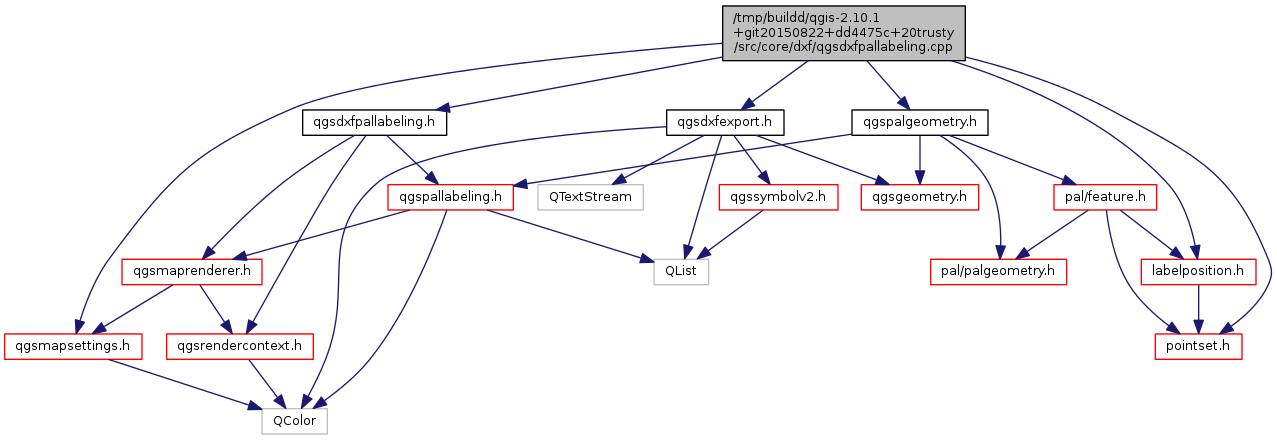 /tmp/buildd/qgis-2.10.1
+git20150822+dd4475c+20trusty
/src/core/dxf/qgsdxfpallabeling.cpp
qgsdxfpallabeling.h
qgsdxfexport.h
qgspalgeometry.h
qgspallabeling.h
QTextStream
qgssymbolv2.h
qgsgeometry.h
pal/feature.h
qgsmaprenderer.h
QList
pal/palgeometry.h
labelposition.h
qgsmapsettings.h
qgsrendercontext.h
pointset.h
QColor